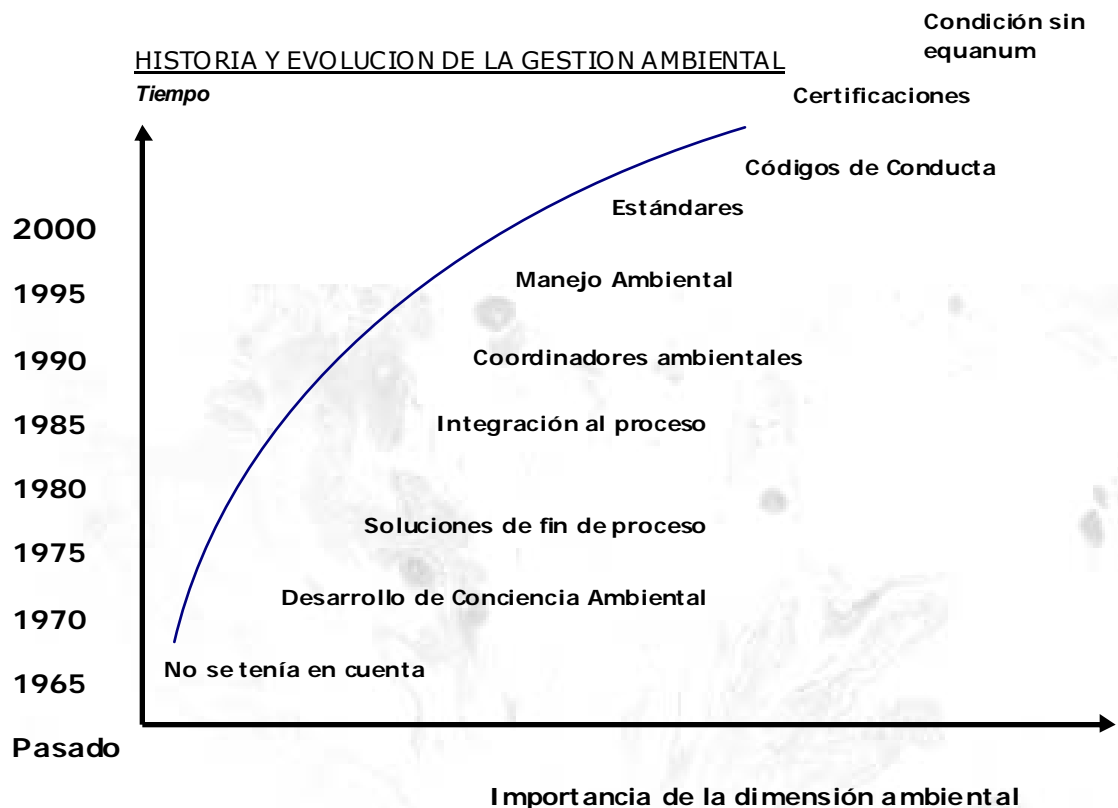 Condición sin
equanum
HISTORIA Y EVOLUCION DE LA GESTION AMBIENTAL
Tiempo
Certificaciones
Códigos de Conducta
Estándares
2000
Manejo Ambiental
1995
Coordinadores ambientales
1990
Integración al proceso
1985
1980
Soluciones de fin de proceso
1975
Desarrollo de Conciencia Ambiental
1970
No se tenía en cuenta
1965
Pasado
Importancia de la dimensión ambiental